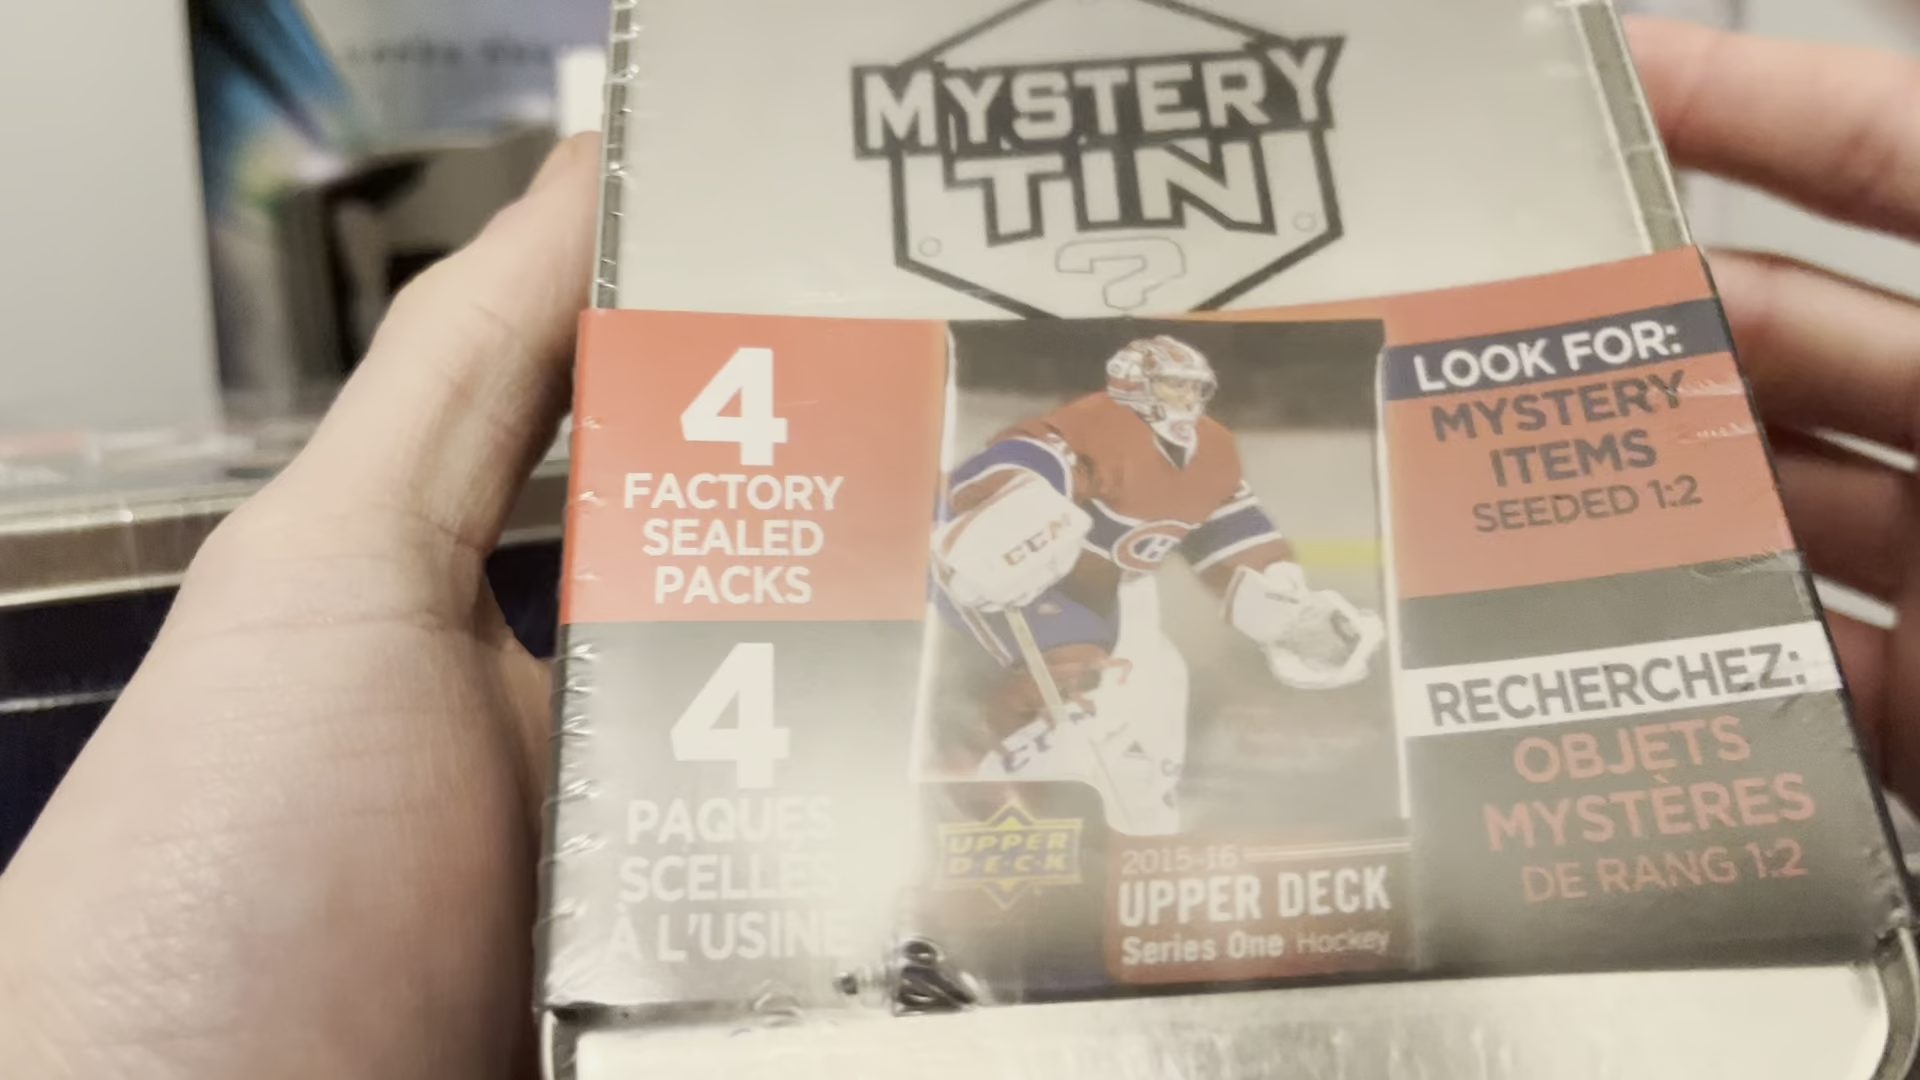 MYSTERY
TIN
?
4
FACTORY
SEALED
PACKS
4
PAQUES
SCELLES
À L'USINE
CCM
UPPER
DECK
2015-16
UPPER DECK
Series One Hockey
LOOK FOR:
MYSTERY
ITEMS
SEEDED 1:2
RECHERCHEZ:
OBJETS
MYSTÈRES
DE RANG 1:2